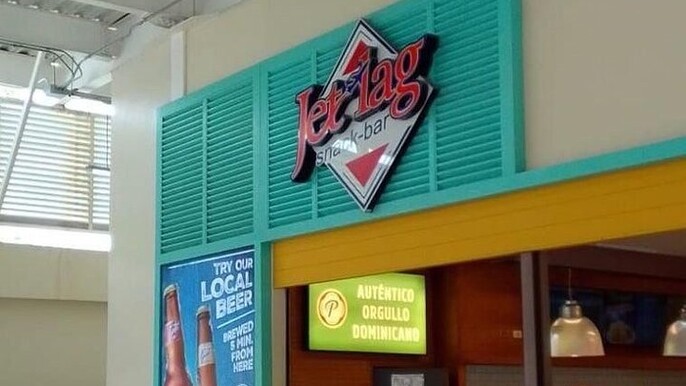 Jet lag
snack-bar
TRY OUR
LOCAL
BEER
BREWED
5 MIN.
FROM
HERE
P
AUTÉNTICO
ORGULLO
DOMINICANO